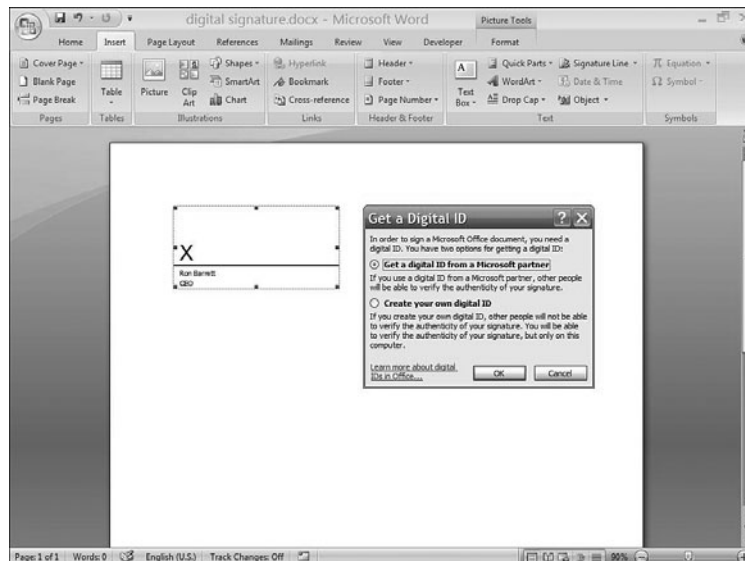 digital signature.docx - Microsoft Word
Picture Tools
Home Insert Page Layout References Mailings Review View Developer Format
Cover Page
Blank Page
Page Break
Pages
Table
Tables
Picture
Clip Art
Shapes
SmartArt
Chart
Illustrations
Hyperlink
Bookmark
Cross-reference
Links
Header
Footer
Page Number
Header & Footer
A
Text Box
Quick Parts
WordArt
Drop Cap
Signature Line
Date & Time
Object
Text
π Equation
Ω Symbol
Symbols
X
Ron Barrett
CEO
Get a Digital ID
In order to sign a Microsoft Office document, you need a
digital ID. You have two options for getting a digital ID:
Get a digital ID from a Microsoft partner
If you use a digital ID from a Microsoft partner, other people
will be able to verify the authenticity of your signature.
Create your own digital ID
If you create your own digital ID, other people will not be able
to verify the authenticity of your signature. You will be able
to verify the authenticity of your signature, but only on this
computer.
Learn more about digital
IDs in Office...
OK Cancel
Page: 1 of 1 Words: 0 English (U.S.) Track Changes: Off 90%